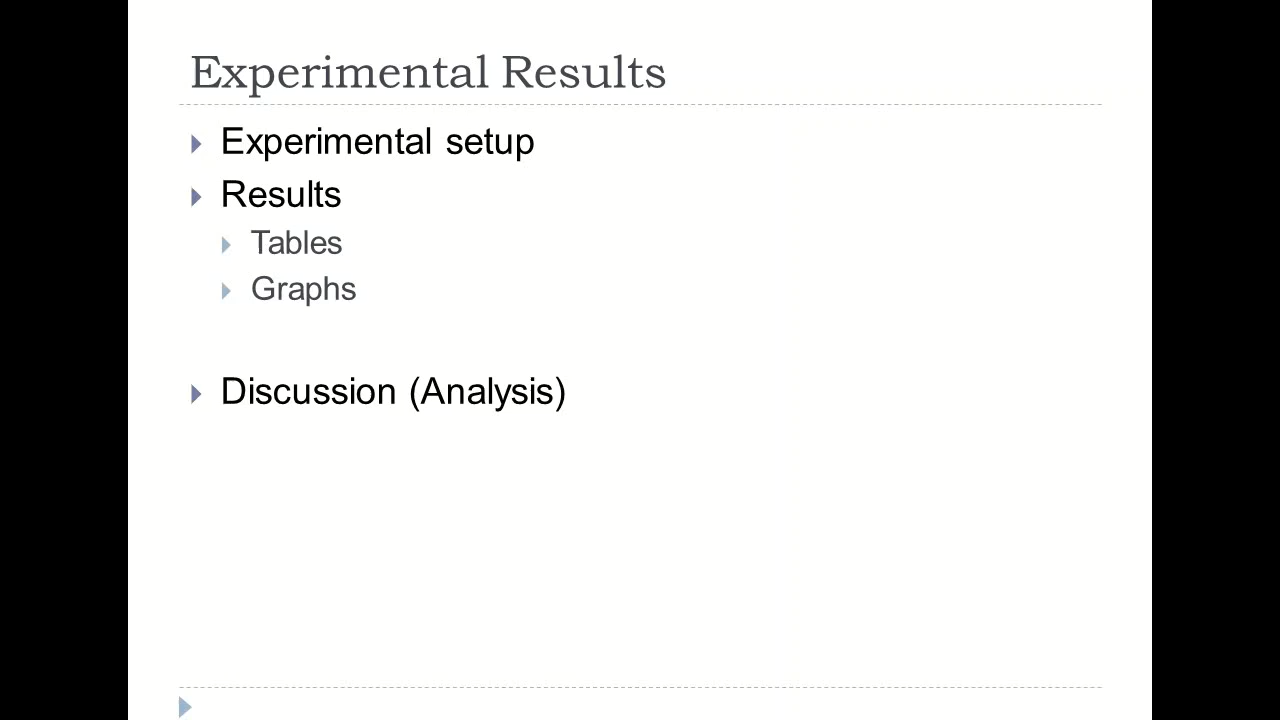 Experimental Results
Experimental setup
Results
Tables
Graphs
Discussion (Analysis)